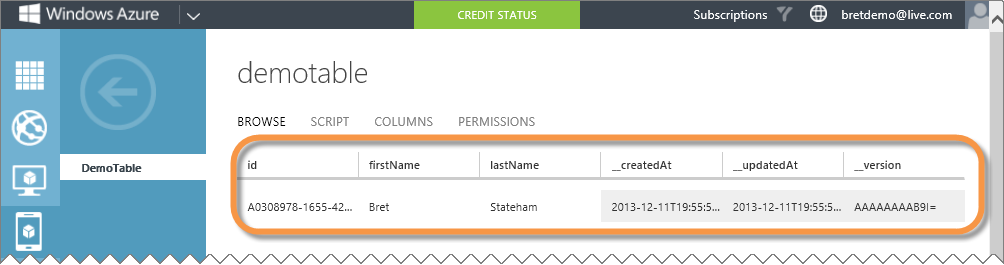 Windows Azure CREDIT STATUS Subscriptions bretdemo@live.com
demotable
BROWSE SCRIPT COLUMNS PERMISSIONS
DemoTable
id firstName lastName __createdAt __updatedAt __version
A0308978-1655-42... Bret Stateham 2013-12-11T19:55:5... 2013-12-11T19:55:5... AAAAAAAAB9I=